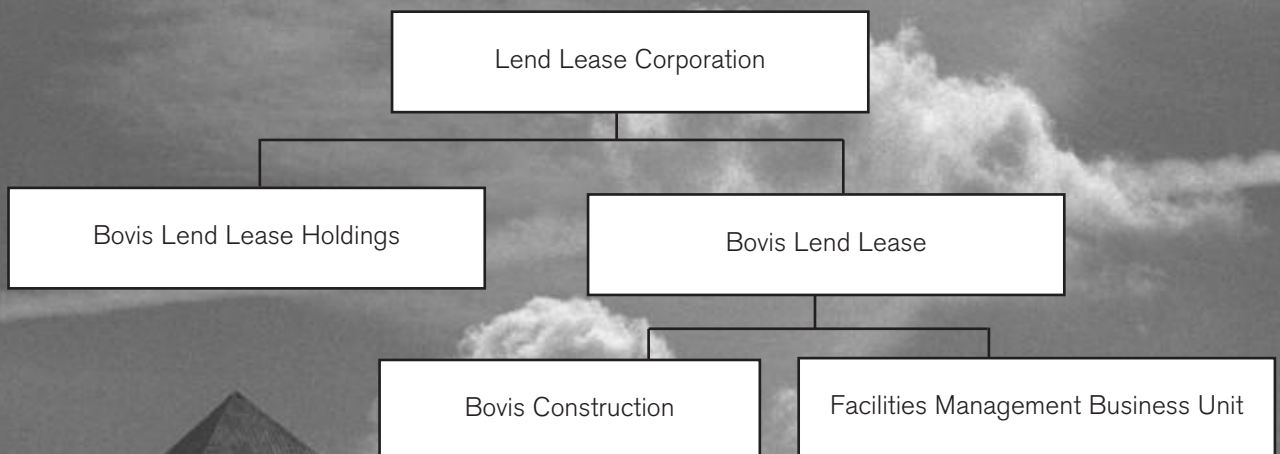 Lend Lease Corporation
Bovis Lend Lease Holdings
Bovis Lend Lease
Bovis Construction
Facilities Management Business Unit